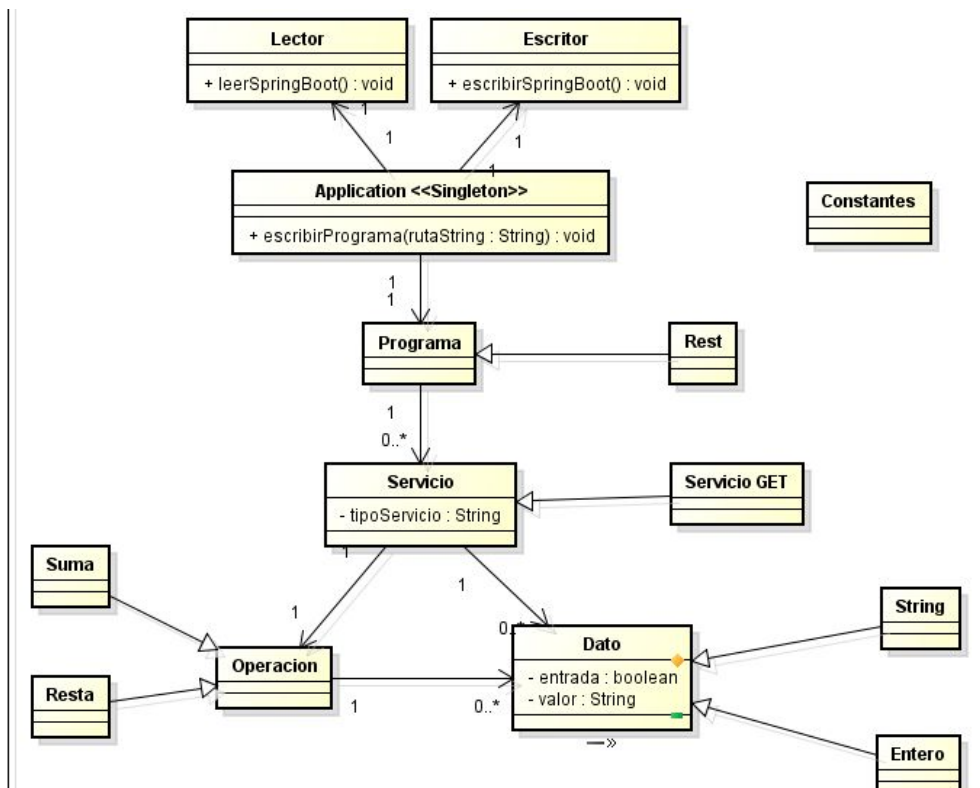 Lector
+ leerSpringBoot() : void
Escritor
+ escribirSpringBoot() : void
1
1
1
1
Application <<Singleton>>
+ escribirPrograma(rutaString : String) : void
Constantes
1
1
Programa
Rest
1
0..*
Servicio
- tipoServicio : String
Servicio GET
1
1
1
0..*
Suma
Resta
Operacion
1
0..*
Dato
- entrada : boolean
- valor : String
String
Entero